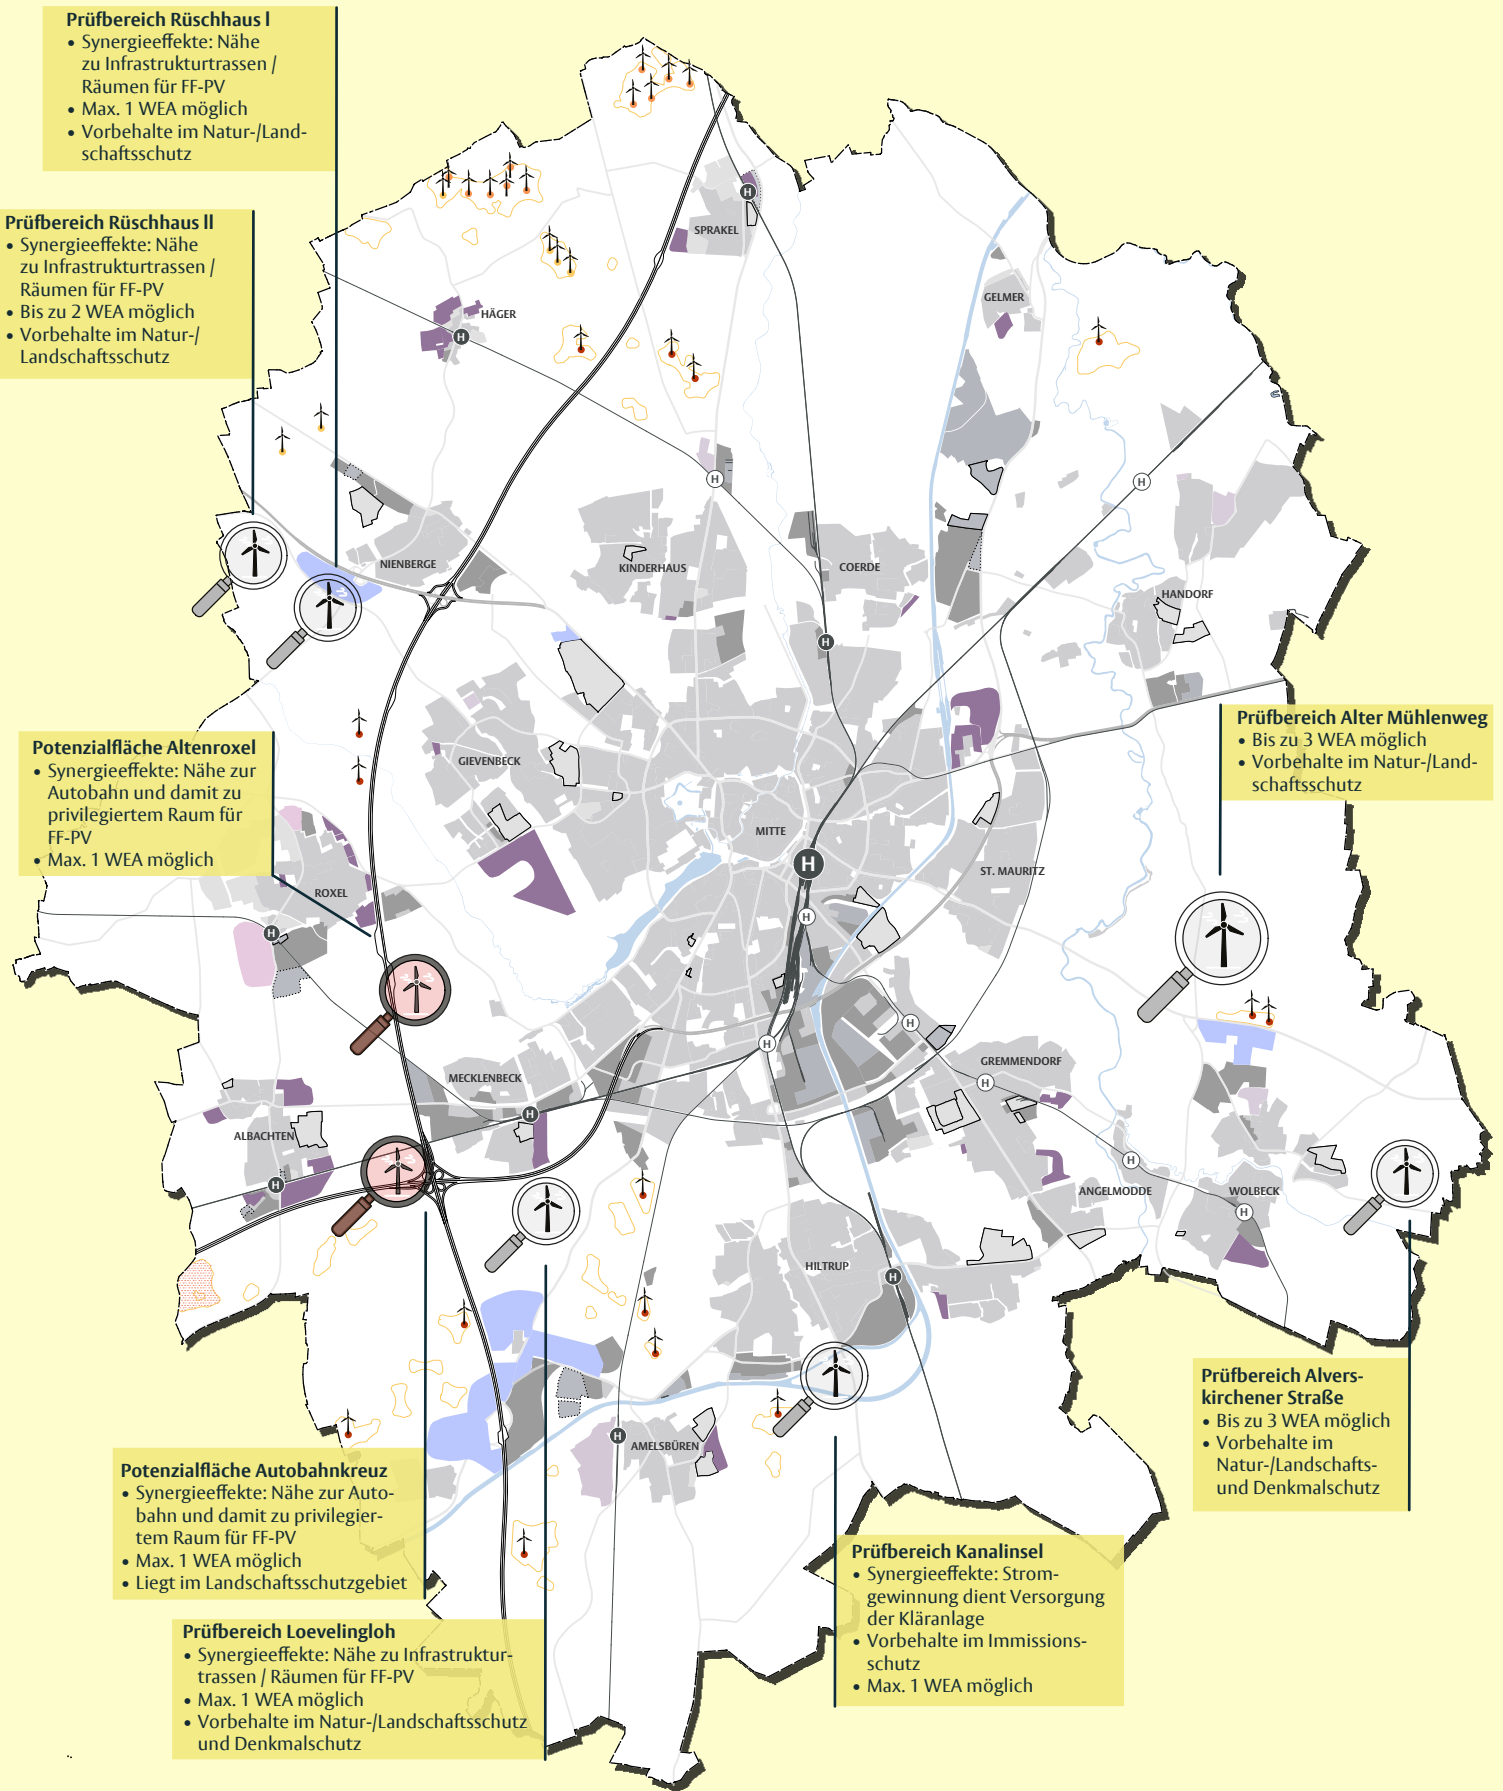 Prüfbereich Rüschhaus l
• Synergieeffekte: Nähe
zu Infrastrukturtrassen /
Räumen für FF-PV
• Max. 1 WEA möglich
• Vorbehalte im Natur-/Land-
schaftsschutz
Prüfbereich Rüschhaus ll
• Synergieeffekte: Nähe
zu Infrastrukturtrassen /
Räumen für FF-PV
• Bis zu 2 WEA möglich
• Vorbehalte im Natur-/
Landschaftsschutz
H
SPRAKEL
GELMER
HÄGER
H
H
H
NIENBERGE
KINDERHAUS
COERDE
HANDORF
H
Prüfbereich Alter Mühlenweg
• Bis zu 3 WEA möglich
• Vorbehalte im Natur-/Land-
schaftsschutz
Potenzialfläche Altenroxel
• Synergieeffekte: Nähe zur
Autobahn und damit zu
privilegiertem Raum für
FF-PV
• Max. 1 WEA möglich
GIEVENBECK
MITTE
H
ST. MAURITZ
ROXEL
H
H
H
H
GREMMENDORF
H
MECKLENBECK
H
ALBACHTEN
H
H
ANGELMODDE
WOLBECK
H
HILTRUP
H
Prüfbereich Alvers-
kirchener Straße
• Bis zu 3 WEA möglich
• Vorbehalte im
Natur-/Landschafts-
und Denkmalschutz
H
AMELSBÜREN
Potenzialfläche Autobahnkreuz
• Synergieeffekte: Nähe zur Auto-
bahn und damit zu privilegier-
tem Raum für FF-PV
• Max. 1 WEA möglich
• Liegt im Landschaftsschutzgebiet
Prüfbereich Kanalinsel
• Synergieeffekte: Strom-
gewinnung dient Versorgung
der Kläranlage
• Vorbehalte im Immissions-
schutz
• Max. 1 WEA möglich
Prüfbereich Loevelingloh
• Synergieeffekte: Nähe zu Infrastruktur-
trassen / Räumen für FF-PV
• Max. 1 WEA möglich
• Vorbehalte im Natur-/Landschaftsschutz
und Denkmalschutz